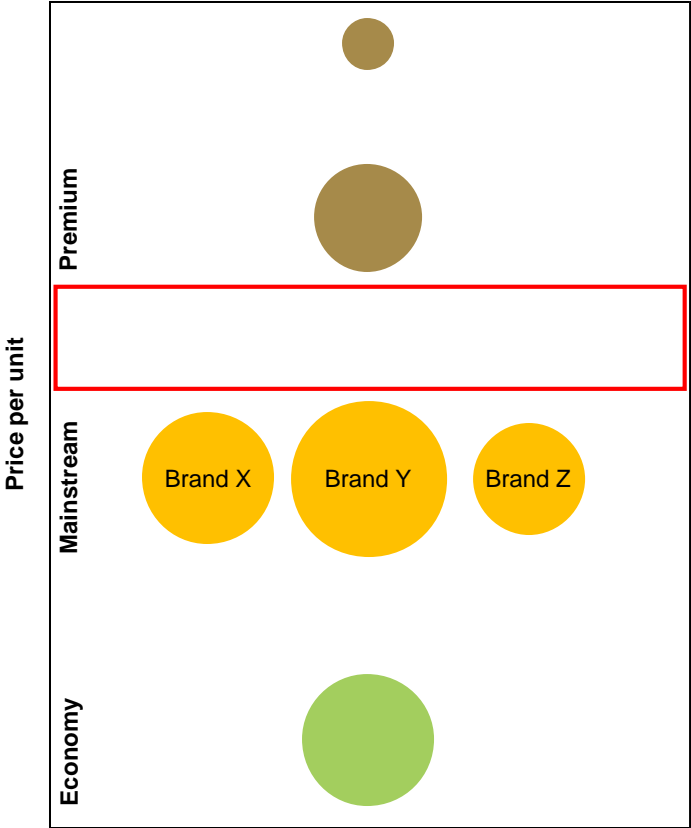 Price per unit
Premium
Mainstream
Economy
Brand X
Brand Y
Brand Z